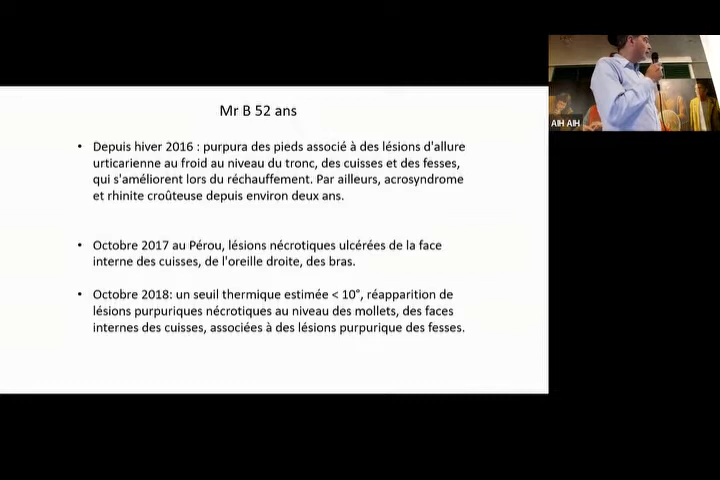 Mr B 52 ans
• Depuis hiver 2016 : purpura des pieds associé à des lésions d'allure
urticarienne au froid au niveau du tronc, des cuisses et des fesses,
qui s'améliorent lors du réchauffement. Par ailleurs, acrosyndrome
et rhinite croûteuse depuis environ deux ans.
• Octobre 2017 au Pérou, lésions nécrotiques ulcérées de la face
interne des cuisses, de l'oreille droite, des bras.
• Octobre 2018: un seuil thermique estimée < 10°, réapparition de
lésions purpuriques nécrotiques au niveau des mollets, des faces
internes des cuisses, associées à des lésions purpurique des fesses.
AIH AIH